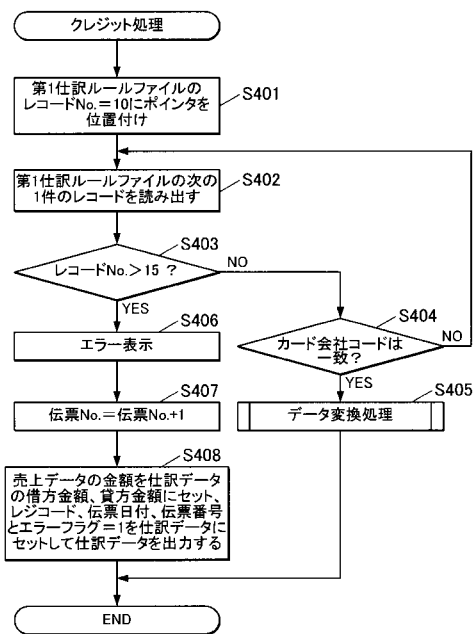 クレジット処理
第1仕訳ルールファイルの
レコードNo.=10にポインタを
位置付け
S401
第1仕訳ルールファイルの次の
1件のレコードを読み出す
S402
レコードNo.>15 ?
S403
NO
YES
カード会社コードは
一致?
S404
NO
YES
エラー表示
S406
データ変換処理
S405
伝票No.=伝票No.+1
S407
売上データの金額を仕訳データ
の借方金額、貸方金額にセット、
レジコード、伝票日付、伝票番号
とエラーフラグ=1を仕訳データに
セットして仕訳データを出力する
S408
END